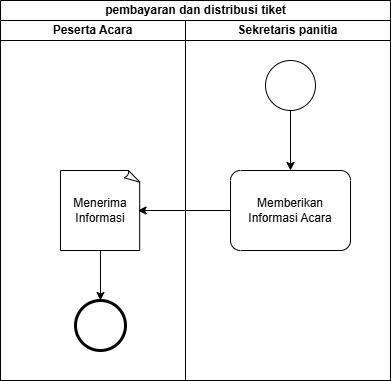 pembayaran dan distribusi tiket
Peserta Acara
Sekretaris panitia
Memberikan
Informasi Acara
Menerima
Informasi